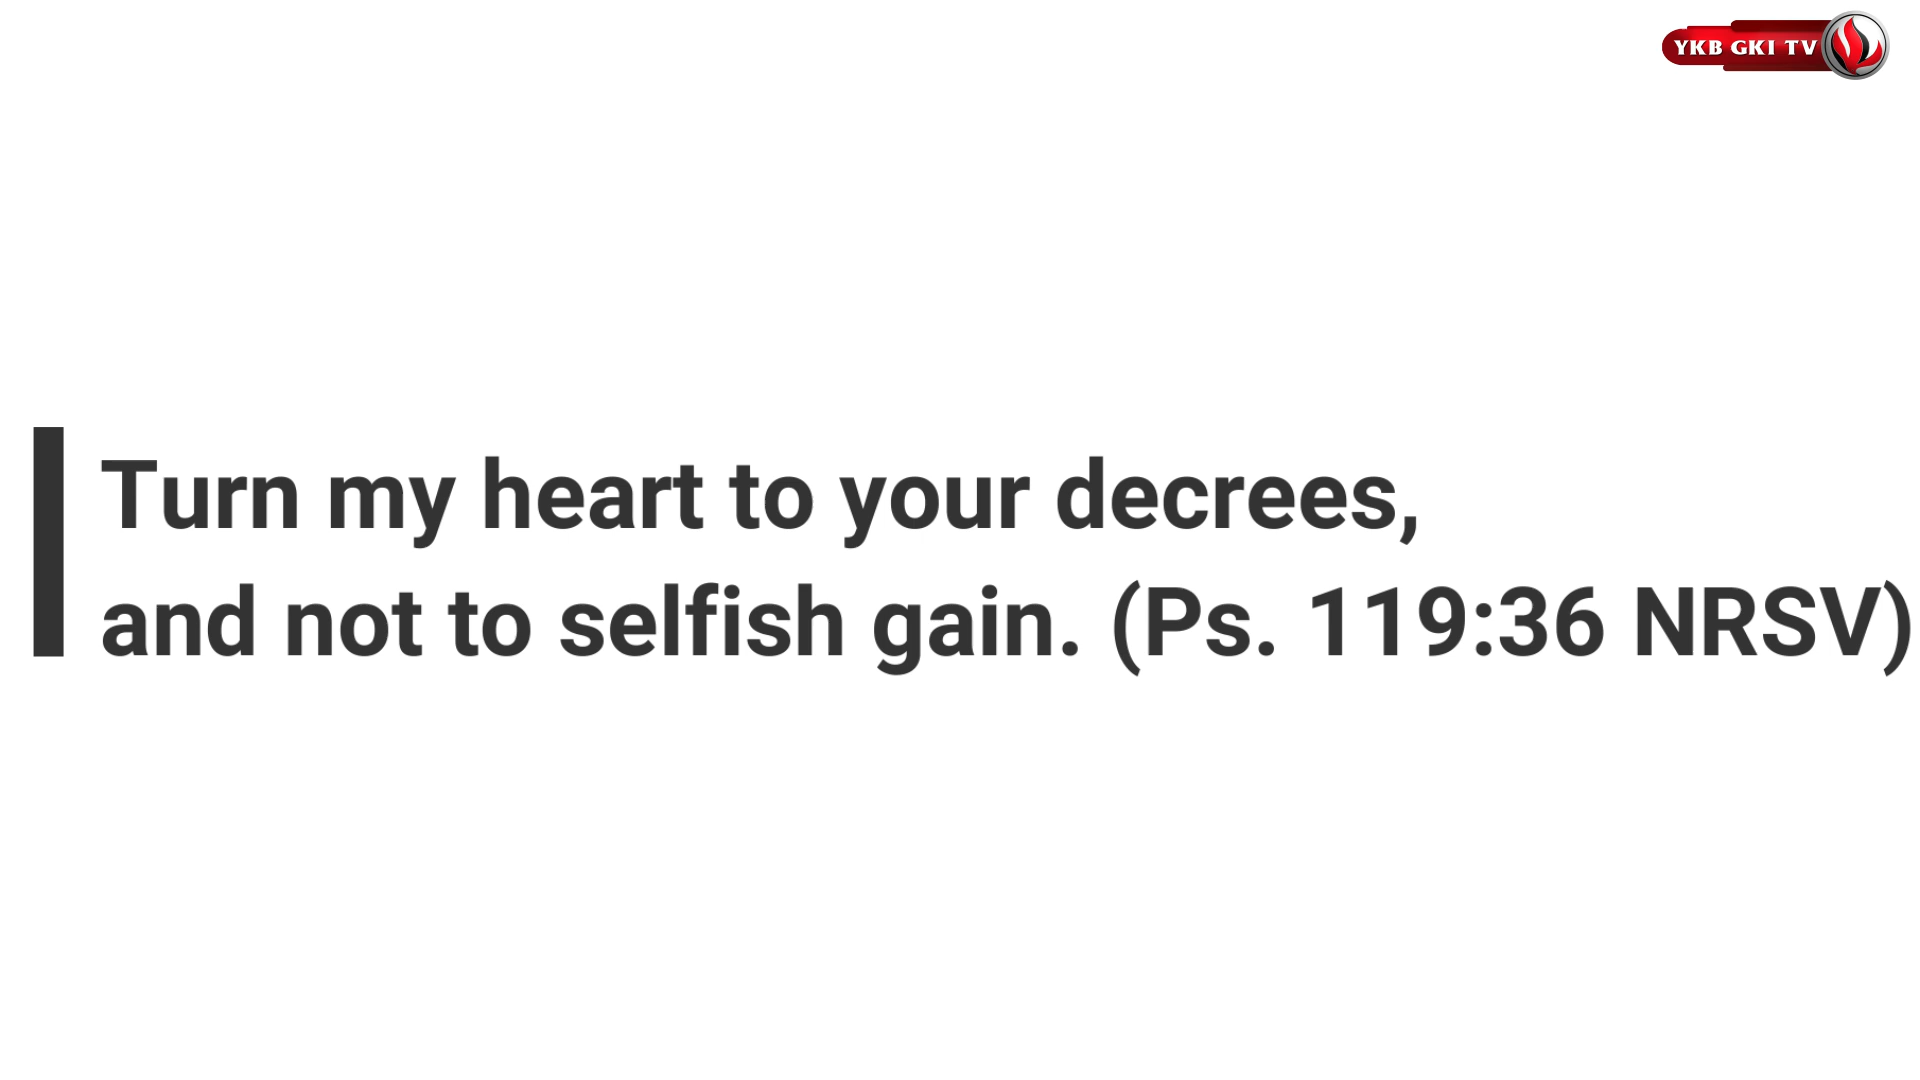 YKB GKI TV
Turn my heart to your decrees,
and not to selfish gain. (Ps. 119:36 NRSV)